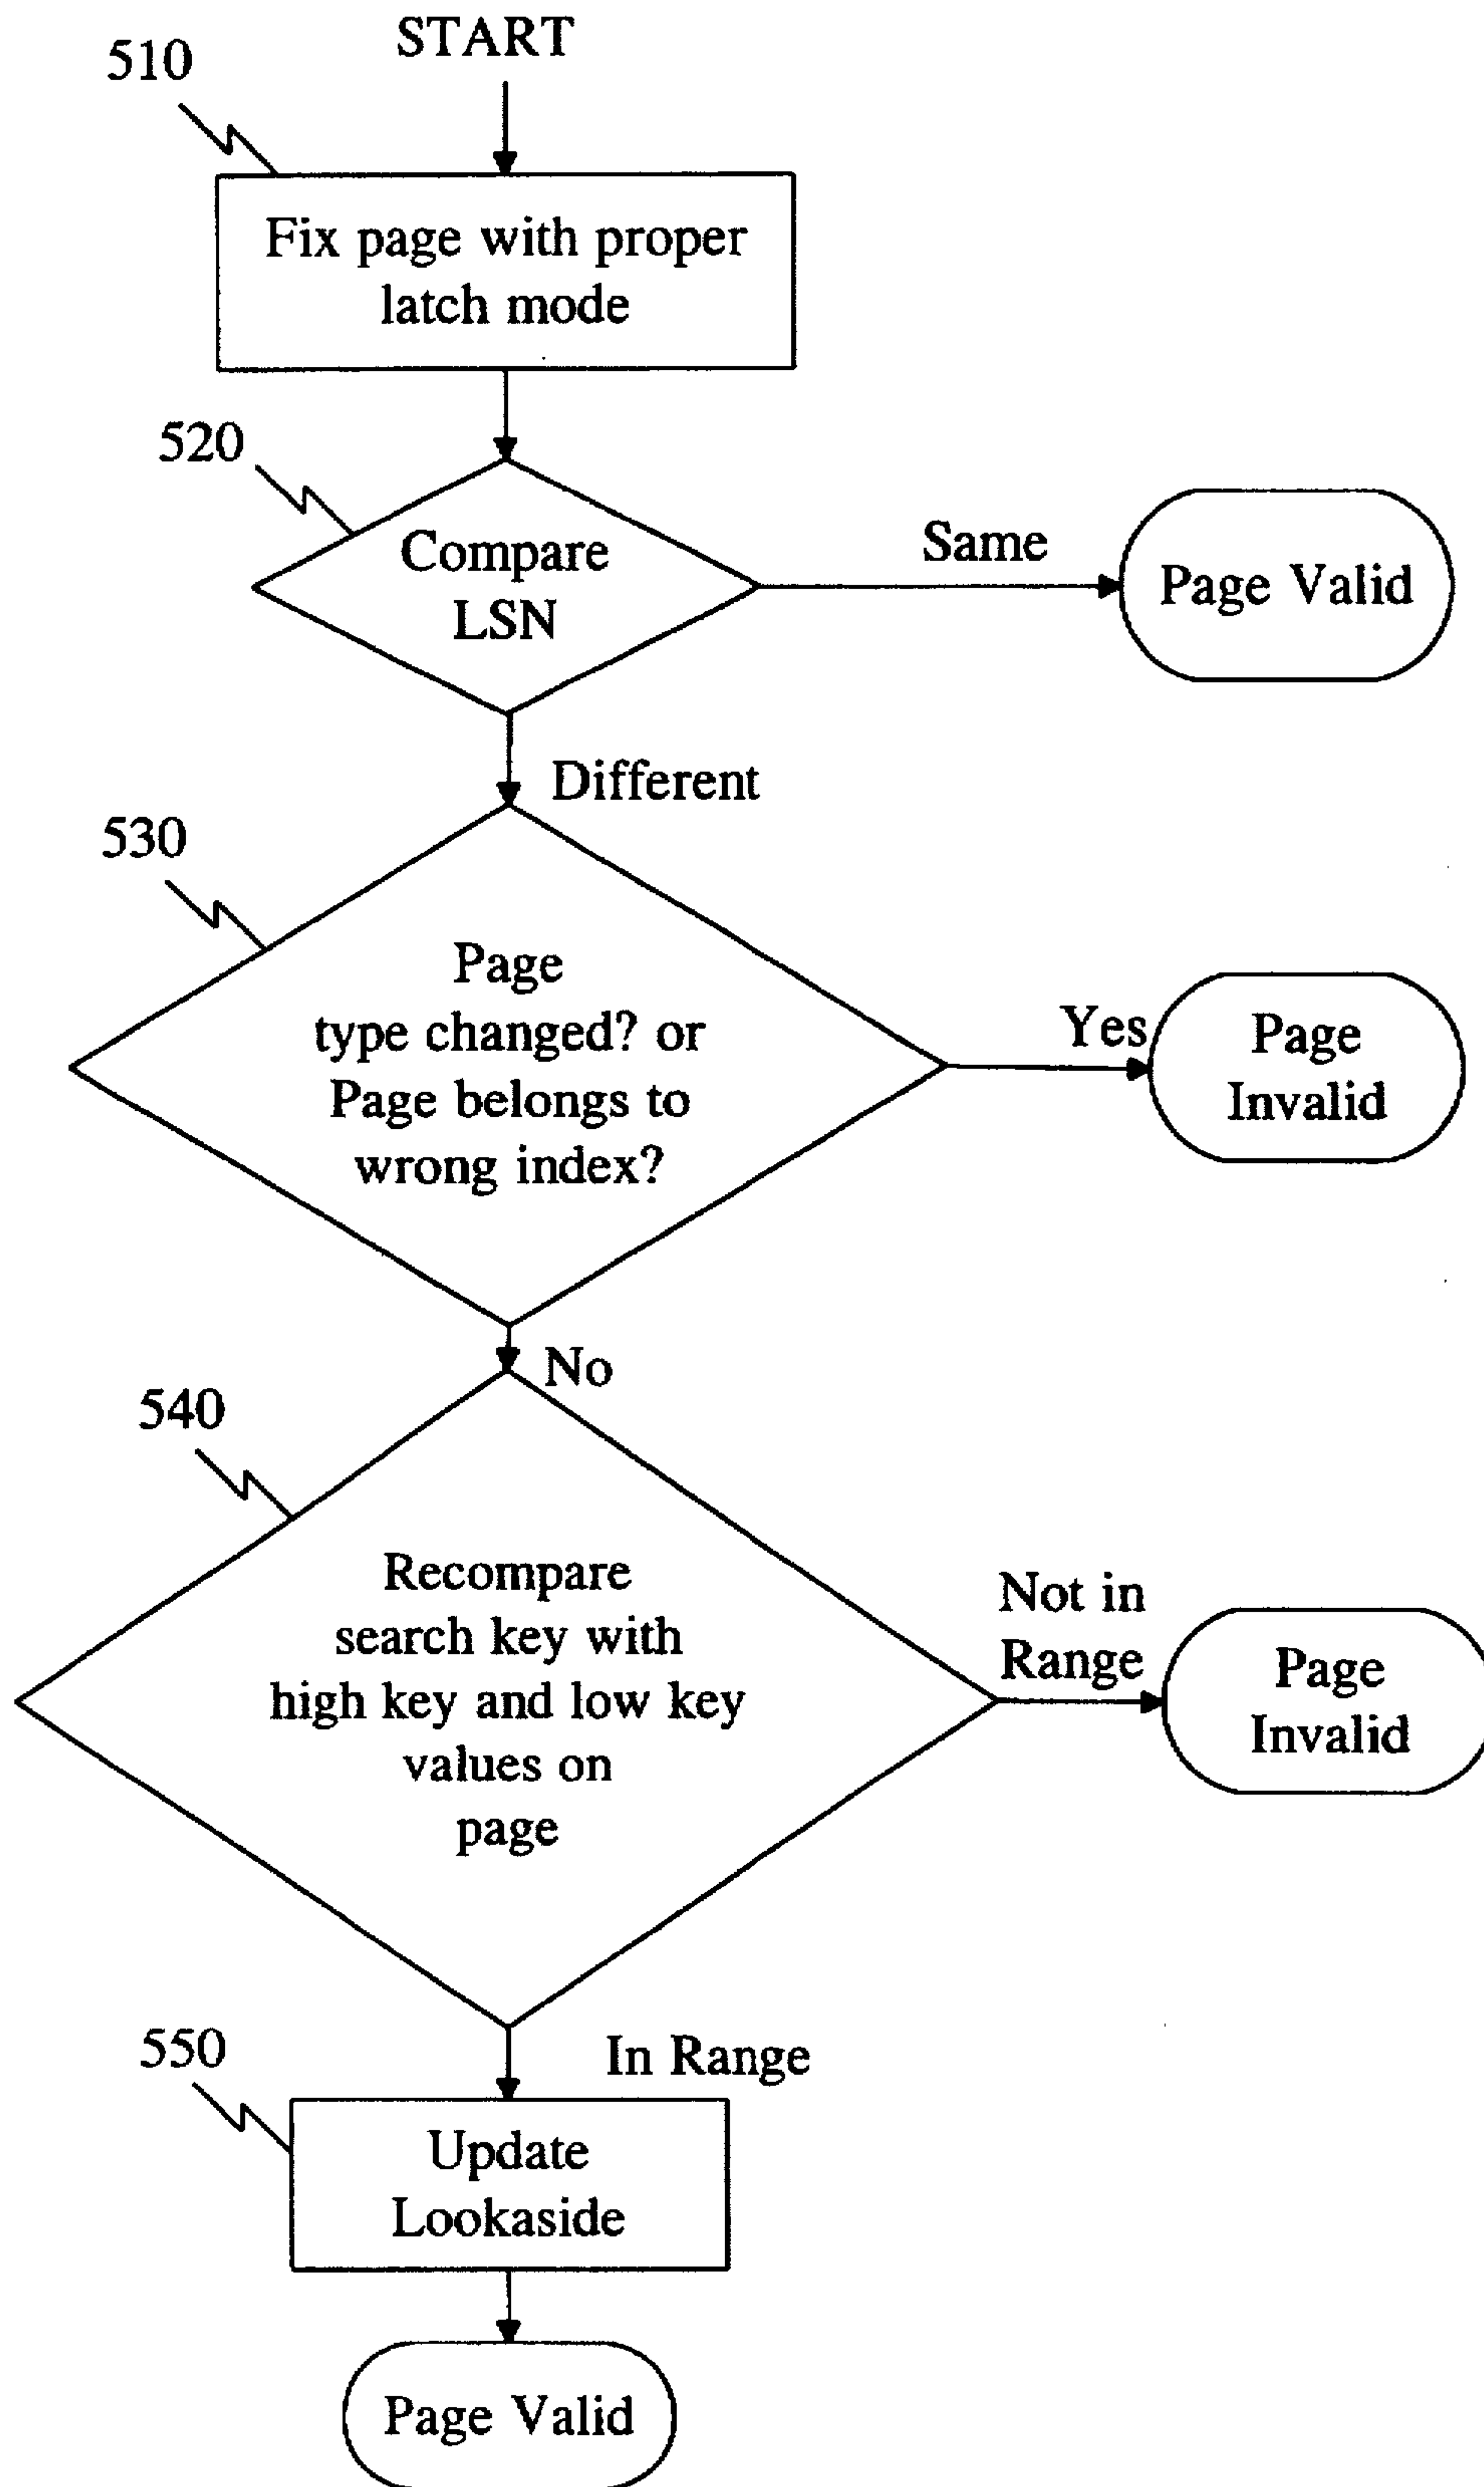 START
510
Fix page with proper
latch mode
520
Compare
LSN
Same
Page Valid
Different
530
Page
type changed? or
Page belongs to
wrong index?
Yes
Page
Invalid
No
540
Recompare
search key with
high key and low key
values on
page
Not in
Range
Page
Invalid
In Range
550
Update
Lookaside
Page Valid